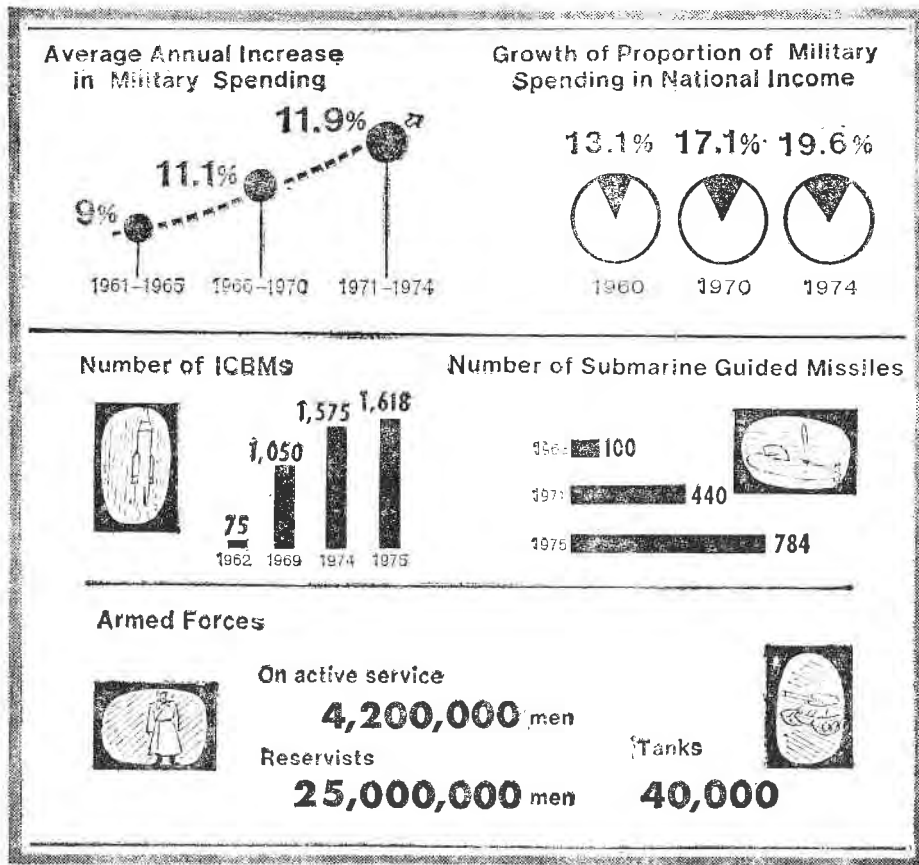 Average Annual Increase
in Military Spending
11.9%
11.1%
9%
1961-1965 1966-1970 1971-1974
Growth of Proportion of Military
Spending in National Income
13.1% 17.1% 19.6%
1960 1970 1974
Number of ICBMs
75
1,050
1,575
1,618
1962 1969 1974 1975
Number of Submarine Guided Missiles
100
1971 440
1975 784
Armed Forces
On active service
4,200,000 men
Reservists
25,000,000 men
Tanks
40,000